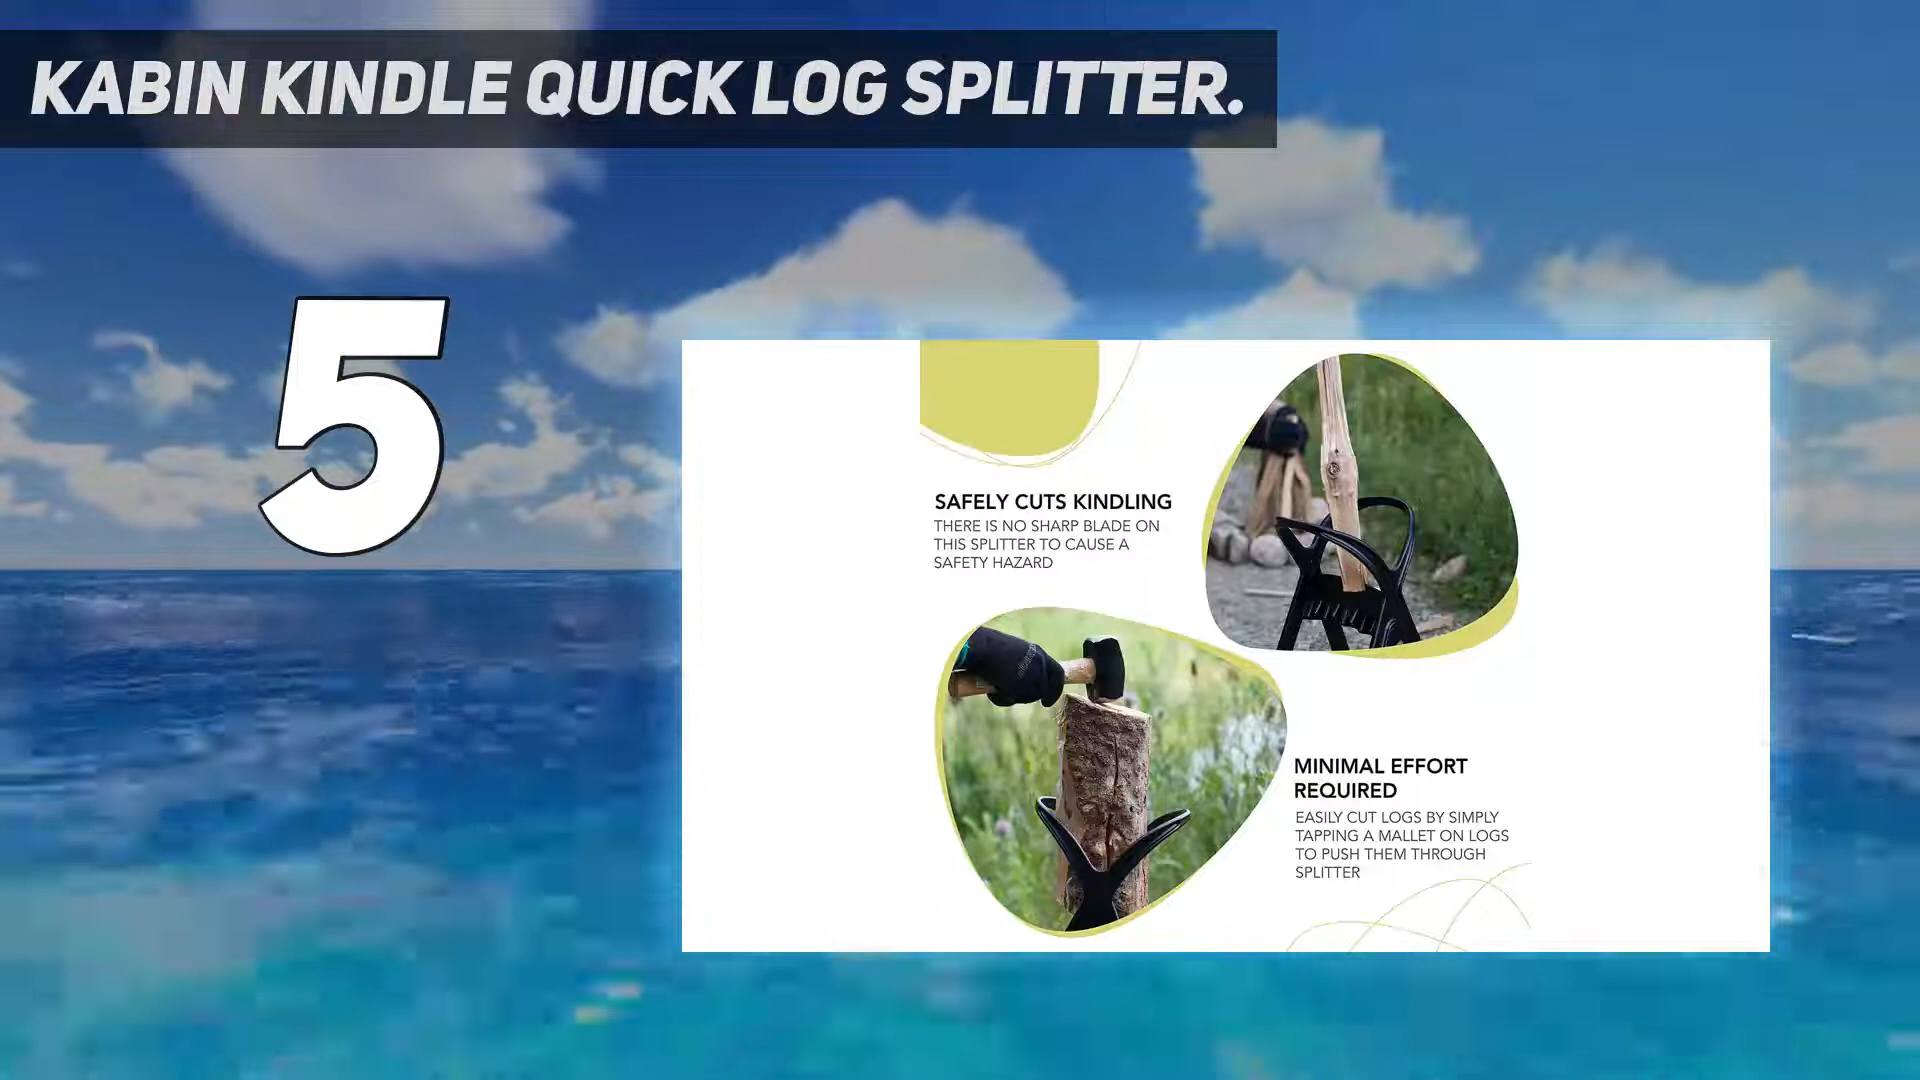 KABIN KINDLE QUICK LOG SPLITTER.
5
SAFELY CUTS KINDLING
THERE IS NO SHARP BLADE ON
THIS SPLITTER TO CAUSE A
SAFETY HAZARD
MINIMAL EFFORT
REQUIRED
EASILY CUT LOGS BY SIMPLY
TAPPING A MALLET ON LOGS
TO PUSH THEM THROUGH
SPLITTER